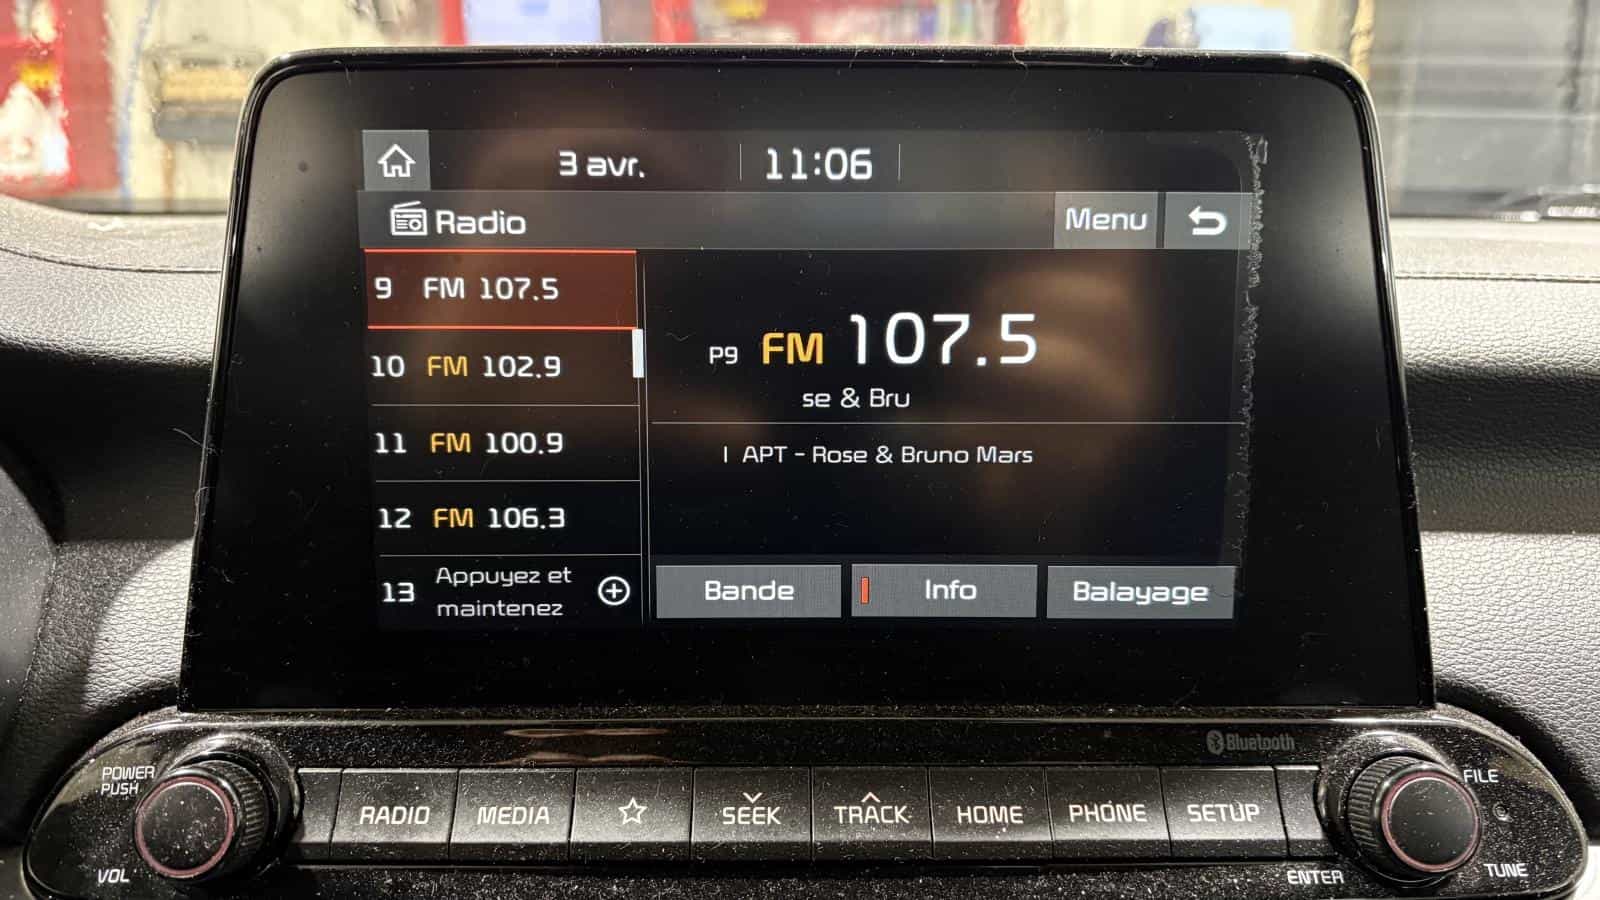 3 avr.
11:06
Radio
Menu
9 FM 107.5
10 FM 102.9
11 FM 100.9
12 FM 106.3
13 Appuyez et
maintenez
P9 FM 107.5
se & Bru
| APT - Rose & Bruno Mars
Bande
Info
Balayage
Bluetooth
POWER
PUSH
VOL
RADIO
MEDIA
SEEK
TRACK
HOME
PHONE
SETUP
FILE
TUNE
ENTER